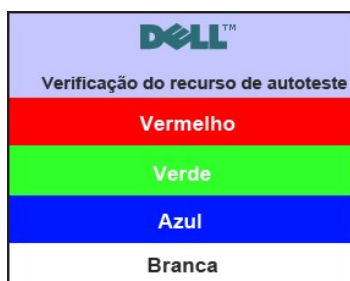 DELL™
Verificação do recurso de autoteste
Vermelho
Verde
Azul
Branca